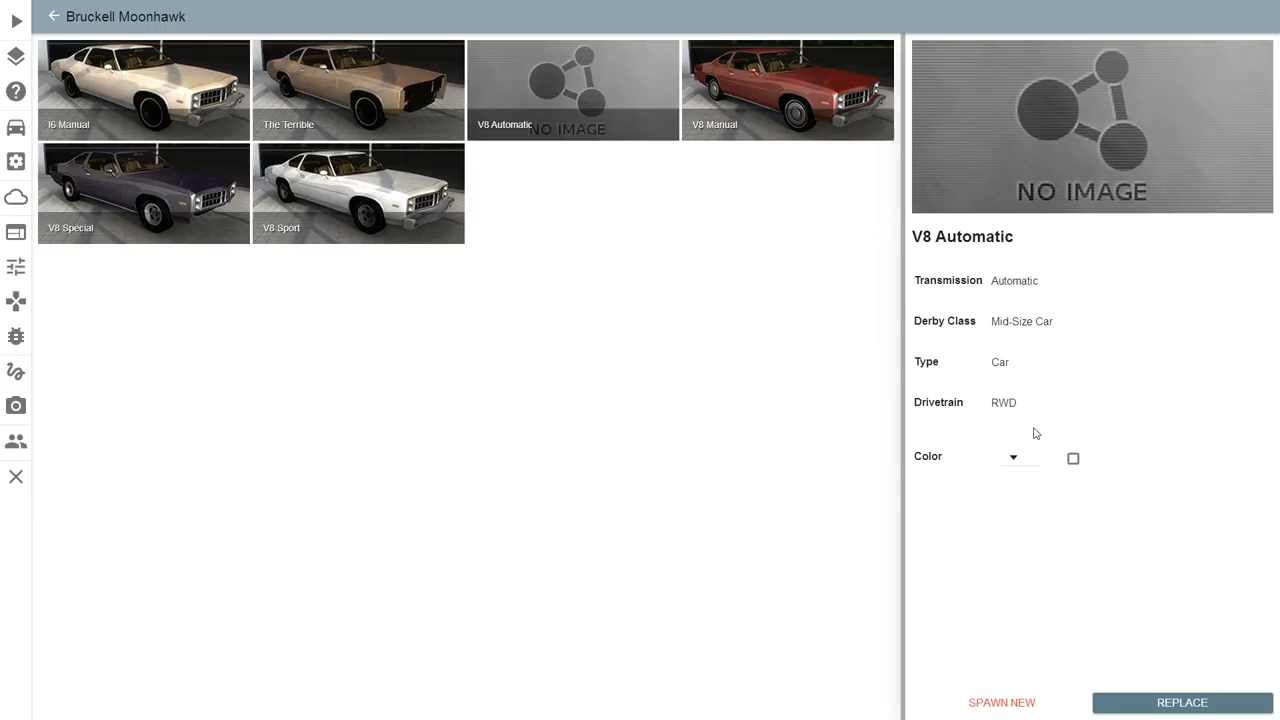 Bruckell Moonhawk
I6 Manual
The Terrible
NO IMAGE
V8 Automatic
V8 Manual
V8 Special
V8 Sport
NO IMAGE
V8 Automatic
Transmission Automatic
Derby Class Mid-Size Car
Type Car
Drivetrain RWD
Color
SPAWN NEW REPLACE